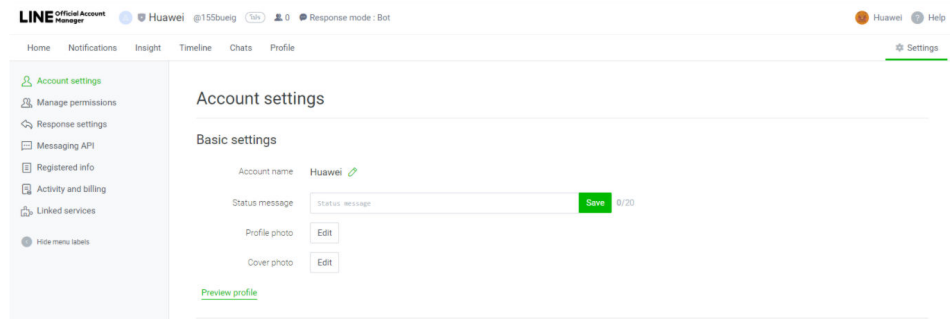 LINE Official Account Manager Huawei @155bueig 0 Response mode : Bot Huawei ? Help
Home Notifications Insight Timeline Chats Profile Settings
Account settings
Manage permissions
Response settings
Messaging API
Registered info
Activity and billing
Linked services
Hide menu labels
Account settings
Basic settings
Account name Huawei
Status message Status message Save 0/20
Profile photo Edit
Cover photo Edit
Preview profile